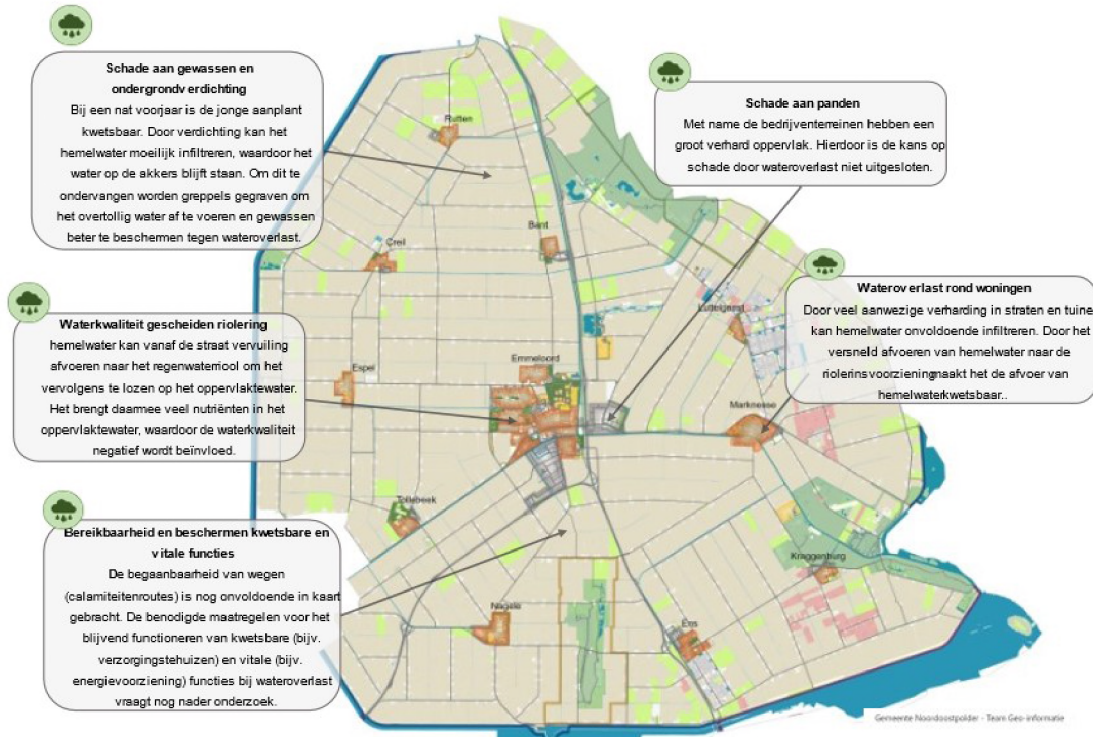 Schade aan gewassen en
ondergrondverdichting
Bij een nat voorjaar is de jonge aanplant
kwetsbaar. Door verdichting kan het
hemelwater moeilijk infiltreren, waardoor het
water op de akkers blijft staan. Om dit te
ondervangen worden greppels gegraven om
het overtollig water af te voeren en gewassen
beter te beschermen tegen wateroverlast.
Schade aan panden
Met name de bedrijventerreinen hebben een
groot verhard oppervlak. Hierdoor is de kans op
schade door wateroverlast niet uitgesloten.
Waterov erlast rond woningen
Door veel aanwezige verharding in straten en tuine
kan hemelwater onvoldoende infiltreren. Door het
versneld afvoeren van hemelwater naar de
riolerinsvoorzieningnaakt het de afvoer van
hemelwaterkwetsbaar..
Waterkwaliteit gescheiden riolering
hemelwater kan vanaf de straat vervuiling
afvoeren naar het regenwaterriool om het
vervolgens te lozen op het oppervlaktewater.
Het brengt daarmee veel nutriënten in het
oppervlaktewater, waardoor de waterkwaliteit
negatief wordt beïnvloed.
Bereikbaarheid en beschermen kwetsbare en
vitale functies
De begaanbaarheid van wegen
(calamiteitenroutes) is nog onvoldoende in kaart
gebracht. De benodigde maatregelen voor het
blijvend functioneren van kwetsbare (bijv.
verzorgingstehuizen) en vitale (bijv.
energievoorziening) functies bij wateroverlast
vraagt nog nader onderzoek.
Rutten
Bant
Creil
Luttelgeest
Emmeloord
Espel
Marknesse
Tollebeek
Kraggenburg
Nagele
Ens
Gemeente Noordoostpolder - Team Geo-informatie